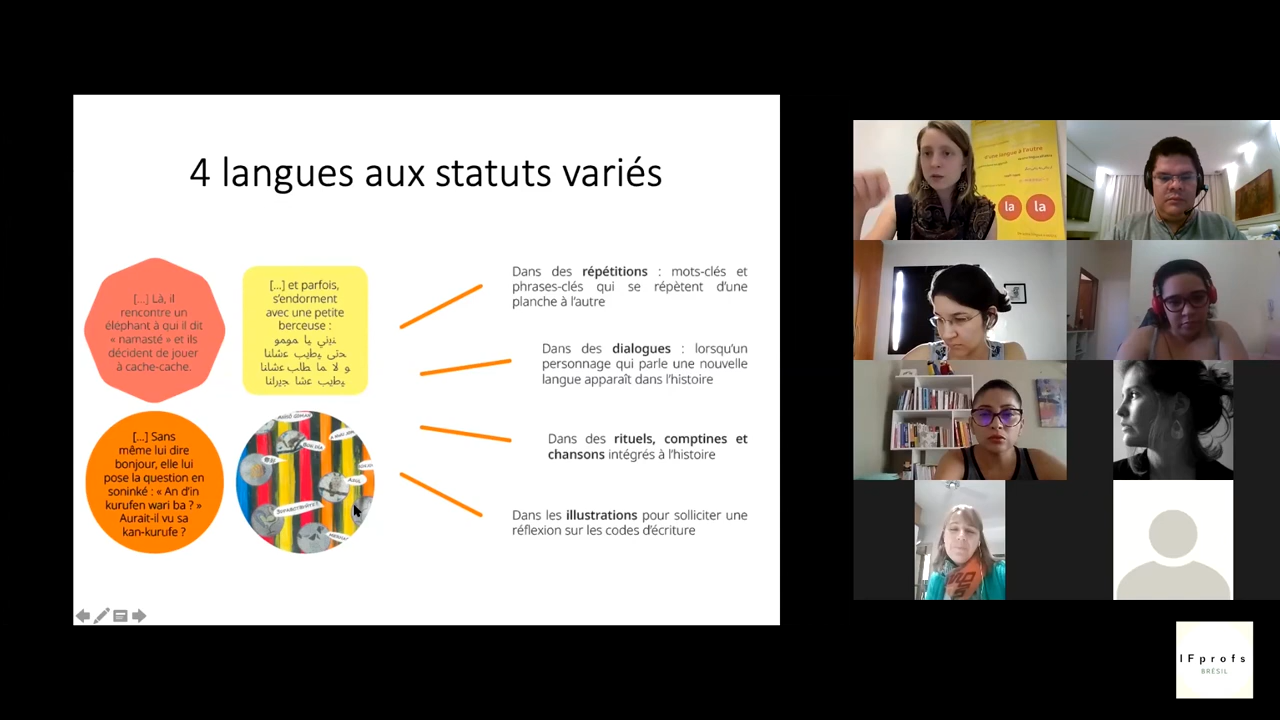 4 langues aux statuts variés
[...] Là, il
rencontre un
éléphant à qui il dit
« namasté » et ils
décident de jouer
à cache-cache.
[...] et parfois,
s'endorment
avec une petite
berceuse :
نيني يا مومو
حتى يطيب عشانا
و لا ما طاب عشانا
يطيب عشا جيرانا
[...] Sans
même lui dire
bonjour, elle lui
pose la question en
soninké : « An d'in
kurufen wari ba ? »
Aurait-il vu sa
kan-kurufe ?
Dans des répétitions : mots-clés et
phrases-clés qui se répètent d'une
planche à l'autre
Dans des dialogues : lorsqu'un
personnage qui parle une nouvelle
langue apparaît dans l'histoire
Dans des rituels, comptines et
chansons intégrés à l'histoire
Dans les illustrations pour solliciter une
réflexion sur les codes d'écriture
d'une langue à l'autre
la la
IFprofs
BRÉSIL